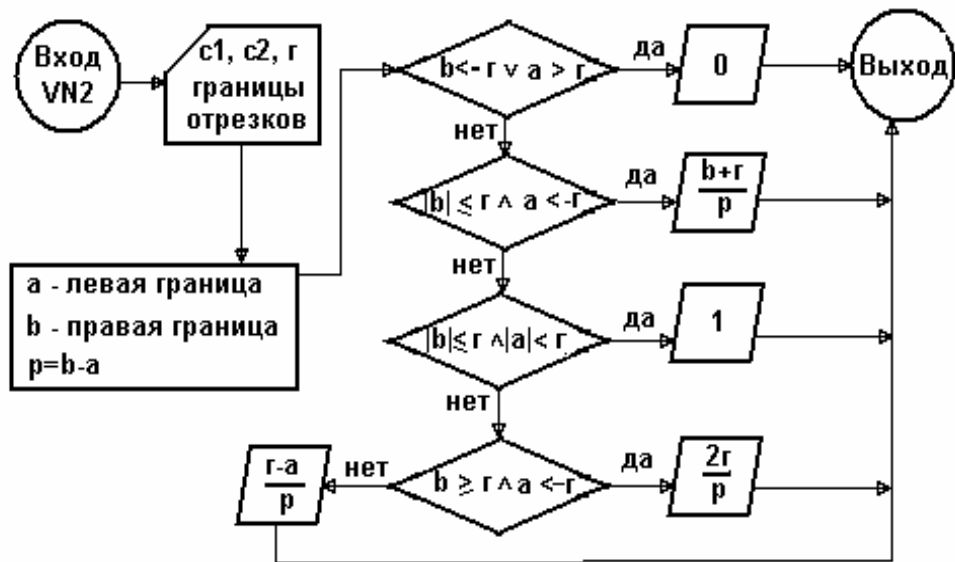 Вход
VN2
c1, c2, r
границы
отрезков
b<- r ∨ a > r
да
0
Выход
нет
|b| ≤ r ∧ a <-r
да
b+r
p
нет
a - левая граница
b - правая граница
p=b-a
|b|≤ r ∧|a|< r
да
1
нет
b ≥ r ∧ a <-r
да
2r
p
нет
r-a
p